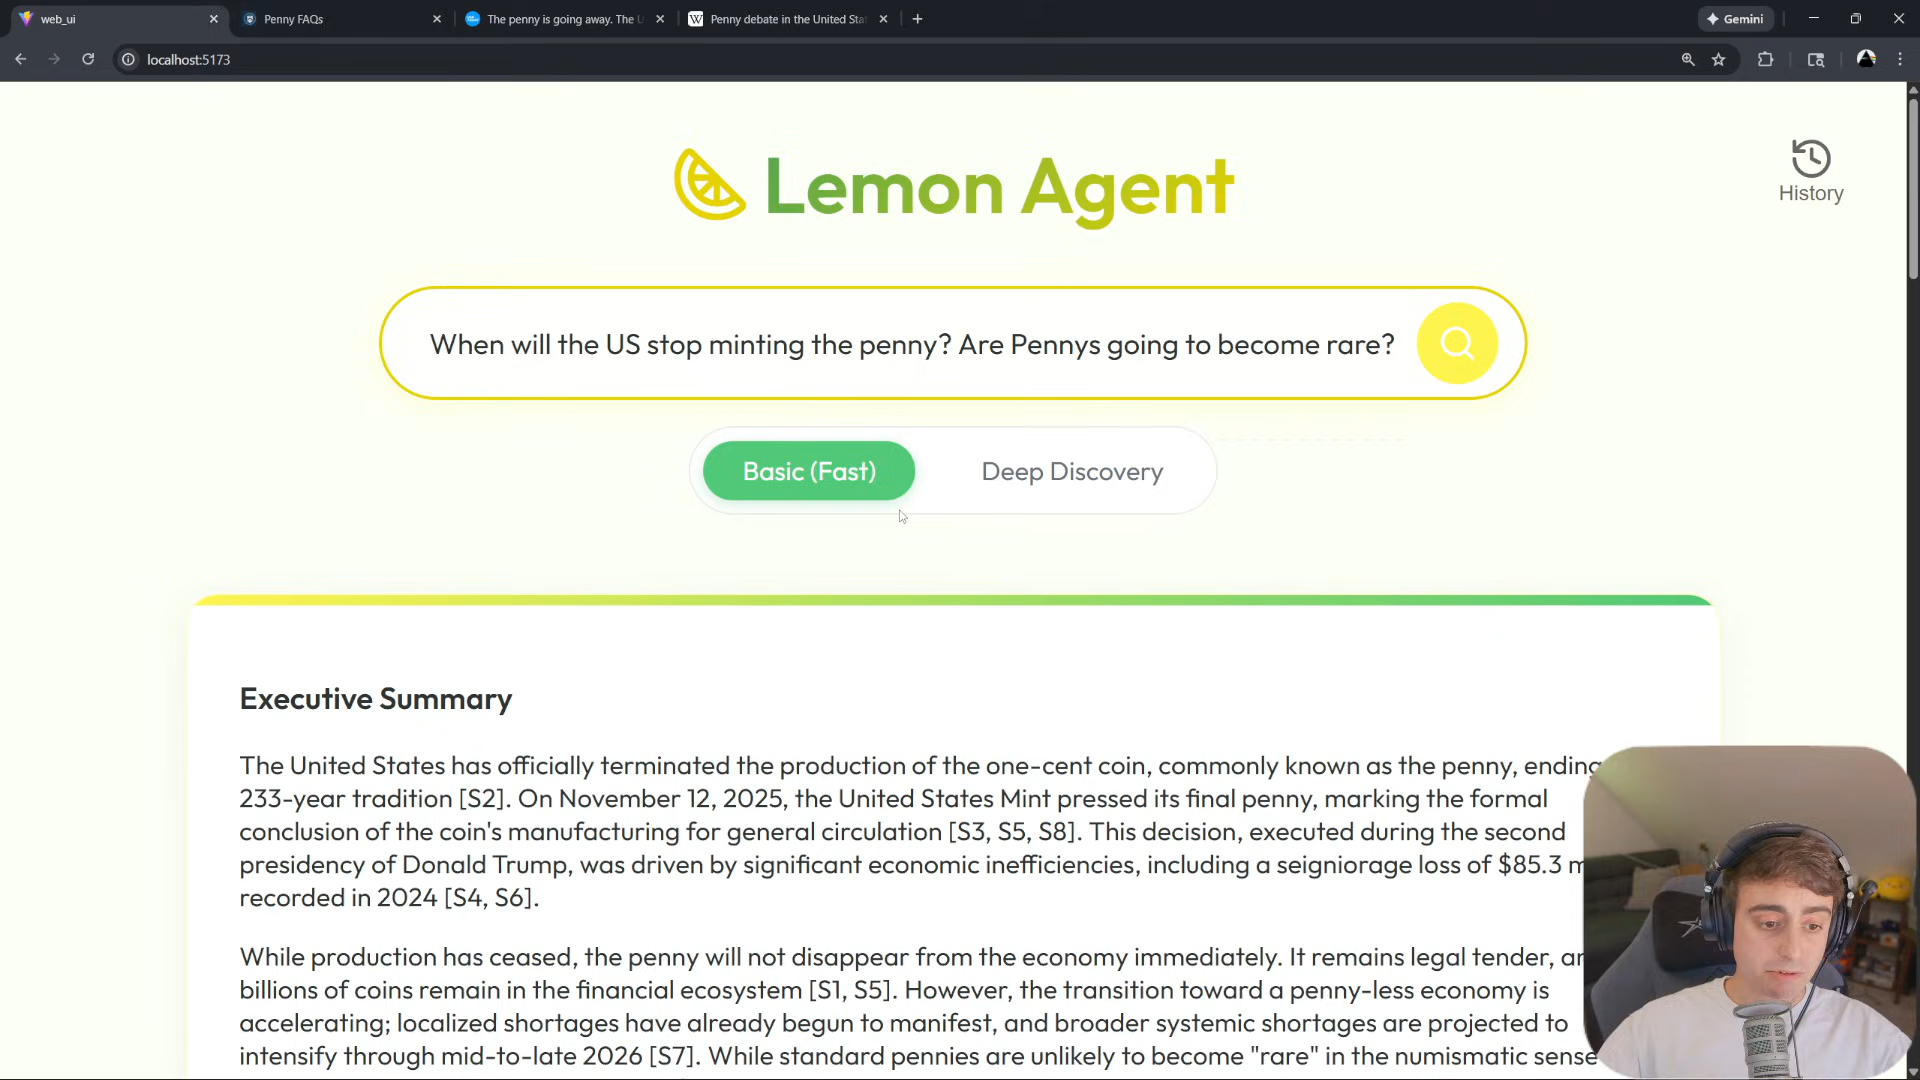 web_ui
Penny FAQs
The penny is going away. The U
Penny debate in the United Sta
Gemini
localhost:5173
Lemon Agent
History
When will the US stop minting the penny? Are Pennys going to become rare?
Basic (Fast)
Deep Discovery
Executive Summary
The United States has officially terminated the production of the one-cent coin, commonly known as the penny, ending
233-year tradition [S2]. On November 12, 2025, the United States Mint pressed its final penny, marking the formal
conclusion of the coin's manufacturing for general circulation [S3, S5, S8]. This decision, executed during the second
presidency of Donald Trump, was driven by significant economic inefficiencies, including a seigniorage loss of $85.3
recorded in 2024 [S4, S6].
While production has ceased, the penny will not disappear from the economy immediately. It remains legal tender,
billions of coins remain in the financial ecosystem [S1, S5]. However, the transition toward a penny-less economy is
accelerating; localized shortages have already begun to manifest, and broader systemic shortages are projected to
intensify through mid-to-late 2026 [S7]. While standard pennies are unlikely to become "rare" in the numismatic sense